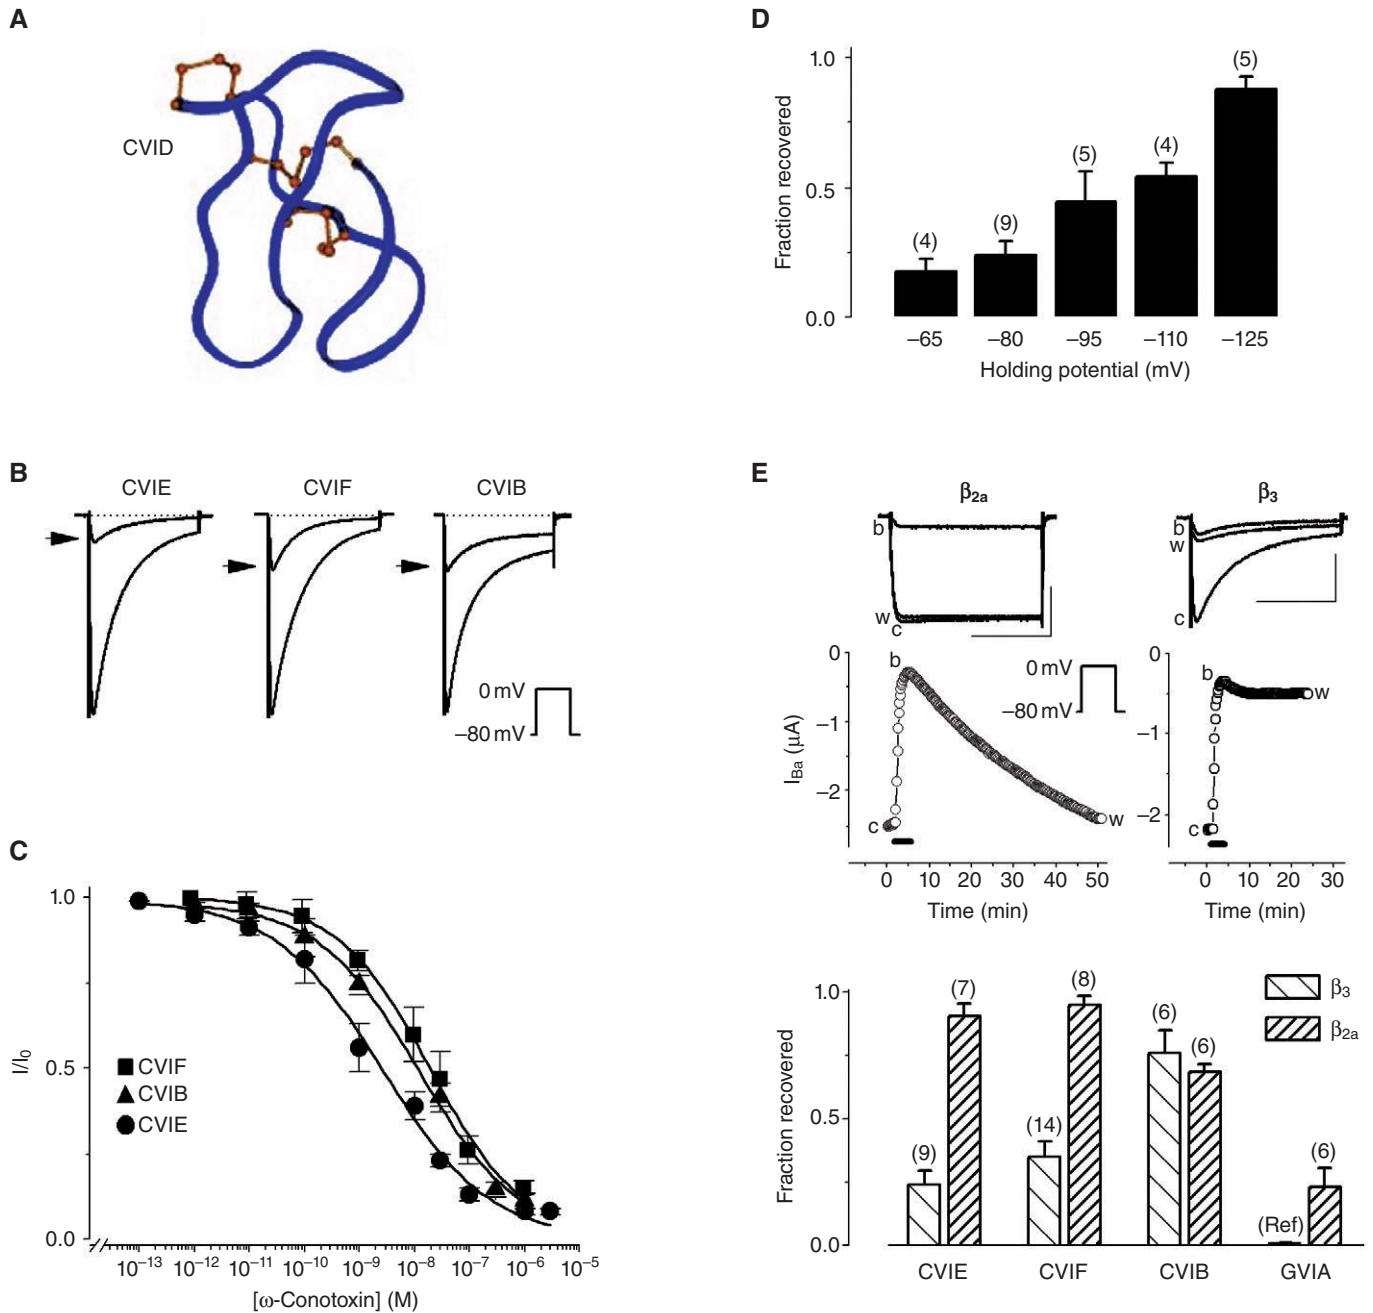 A
CVID
B
CVIE CVIF CVIB
0 mV
–80 mV
C
1.0
0.5
0.0
I/I₀
CVIF
CVIB
CVIE
10⁻¹³ 10⁻¹² 10⁻¹¹ 10⁻¹⁰ 10⁻⁹ 10⁻⁸ 10⁻⁷ 10⁻⁶ 10⁻⁵
[ω-Conotoxin] (M)
D
Fraction recovered
1.0
0.5
0.0
(4) (9) (5) (4) (5)
–65 –80 –95 –110 –125
Holding potential (mV)
E
β₂ₐ β₃
b
w
c
b
w
c
I_Ba (μA)
0
–1
–2
b
c
w
0 mV
–80 mV
0 10 20 30 40 50
Time (min)
0
–1
–2
b
c
w
0 10 20 30
Time (min)
Fraction recovered
1.0
0.5
0.0
(9) (7) (14) (8) (6) (6) (Ref) (6)
β₃
β₂ₐ
CVIE CVIF CVIB GVIA